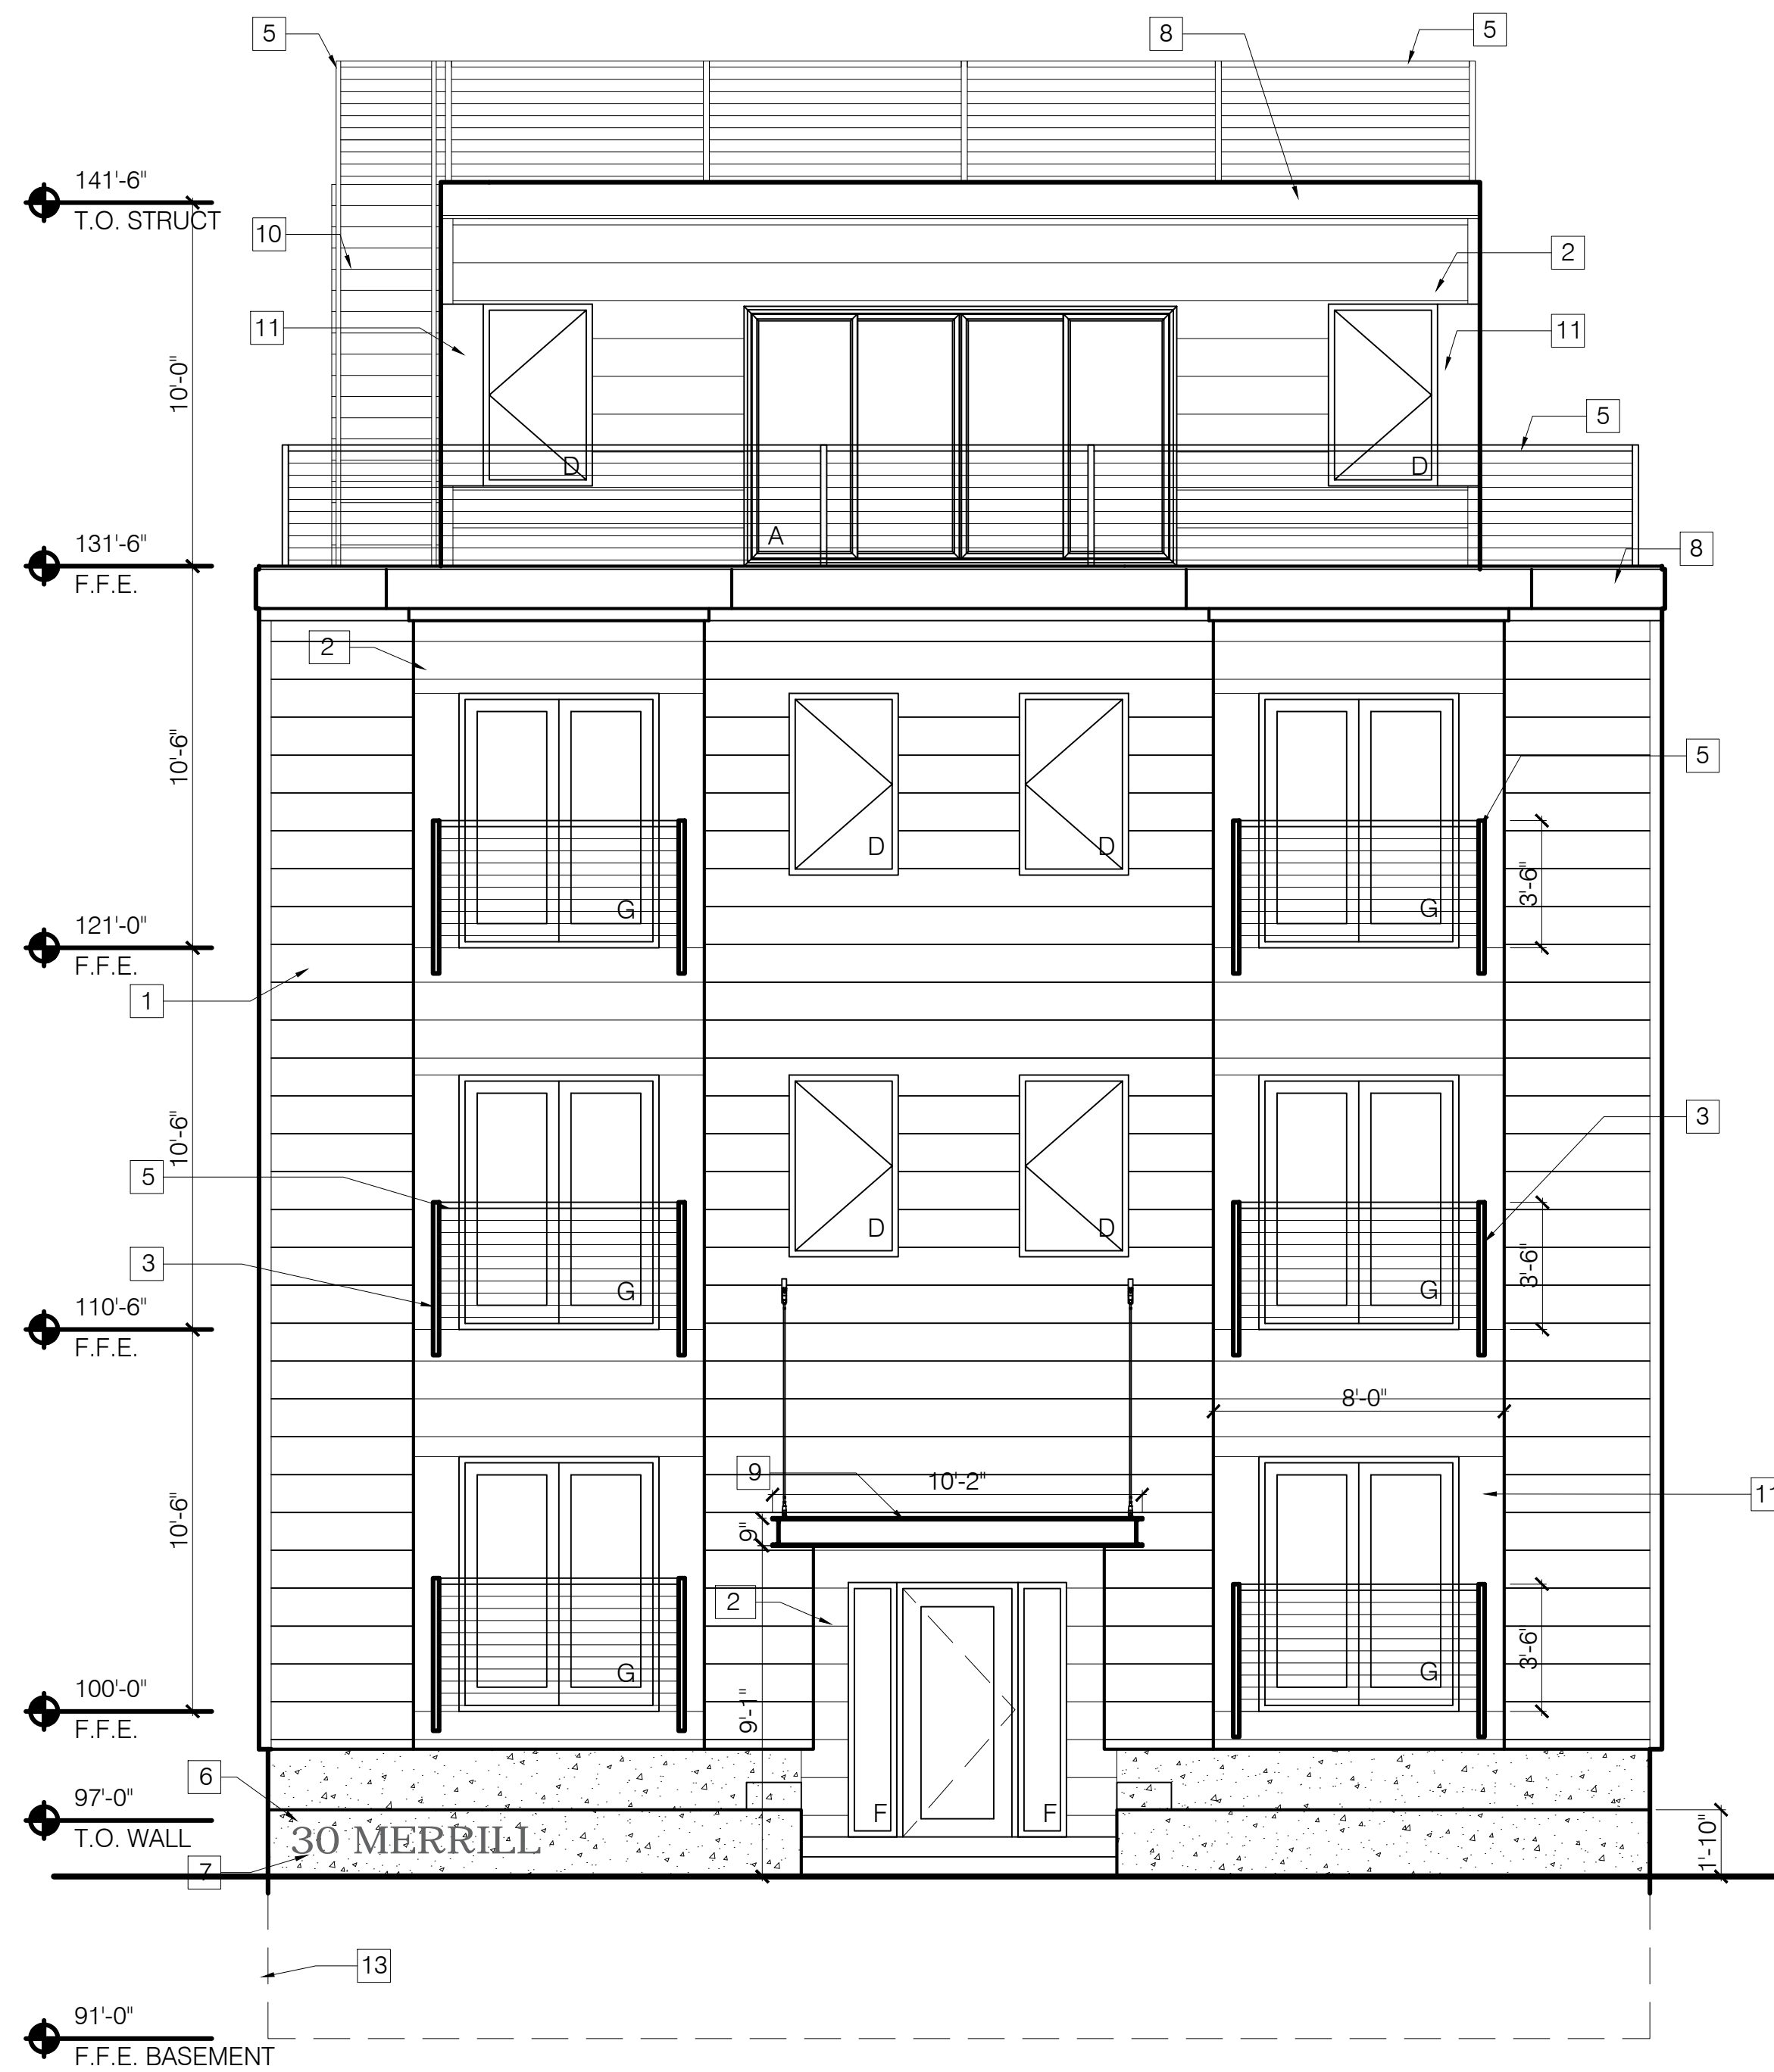 5
8
5
141'-6"
T.O. STRUCT
10
2
11
11
10'-0"
5
D
D
A
131'-6"
F.F.E.
8
2
10'-6"
5
D
D
3'-6"
G
G
121'-0"
F.F.E.
1
3
10'-6"
5
D
D
3
3'-6"
G
G
110'-6"
F.F.E.
8'-0"
9
10'-2"
11
10'-6"
9"
2
3'-6"
G
G
9'-1"
100'-0"
F.F.E.
6
97'-0"
T.O. WALL
F
F
30 MERRILL
1'-10"
7
13
91'-0"
F.F.E. BASEMENT